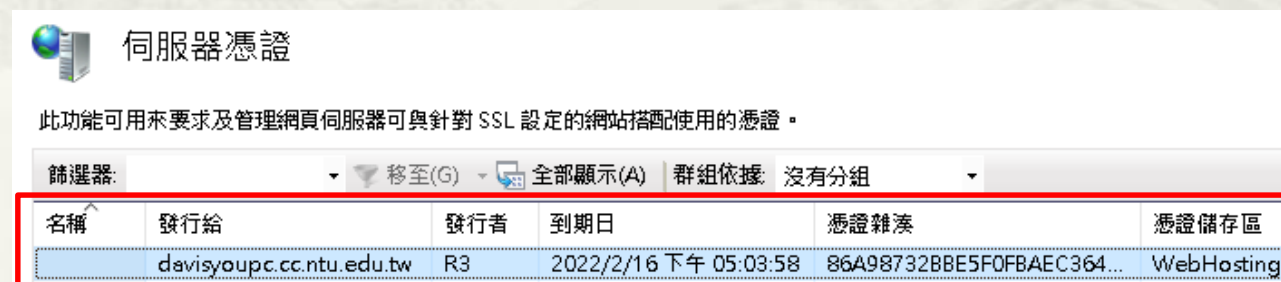 伺服器憑證
此功能可用來要求及管理網頁伺服器可與針對 SSL 設定的網站搭配使用的憑證。
篩選器: 移至(G) 全部顯示(A) 群組依據: 沒有分組
名稱 發行給 發行者 到期日 憑證雜湊 憑證儲存區
davisyoupc.cc.ntu.edu.tw R3 2022/2/16 下午 05:03:58 86A98732BBE5F0FBAEC364... WebHosting